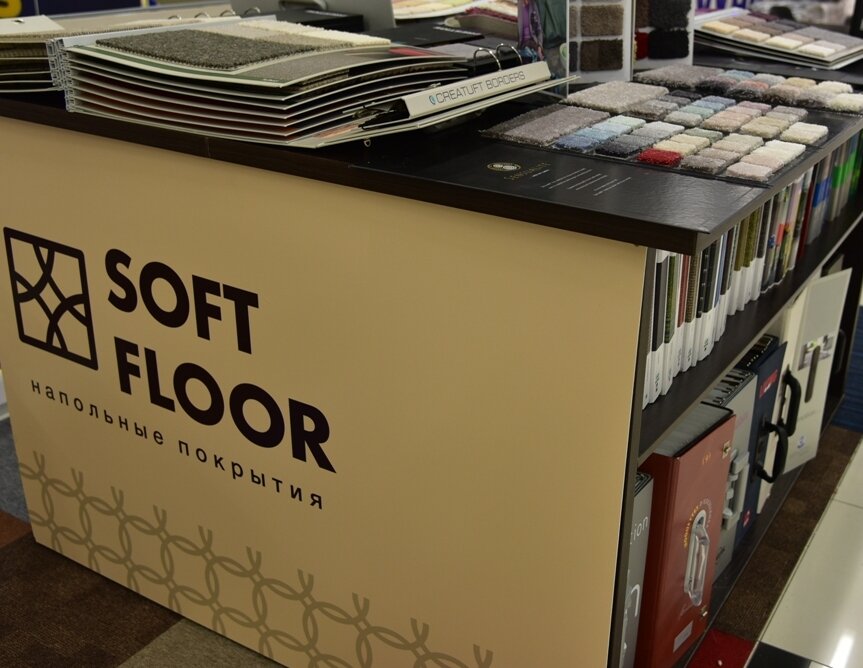 CREATUFT BORDERS
SOFT
FLOOR
напольные покрытия